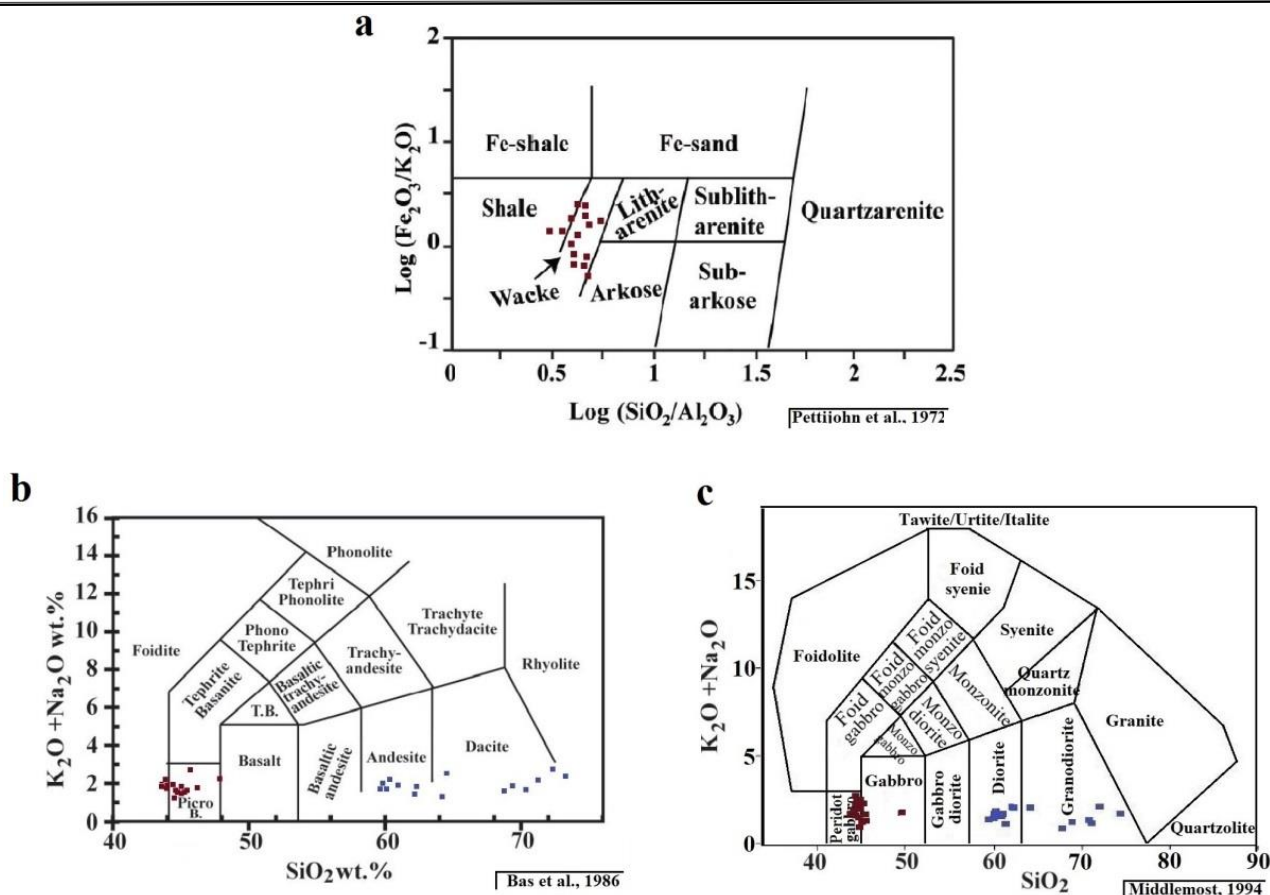 a
2
1
0
-1
Log (Fe2O3/K2O)
Fe-shale
Fe-sand
Shale
Lith-
arenite
Sublith-
arenite
Quartzarenite
Wacke
Arkose
Sub-
arkose
0
0.5
1
1.5
2
2.5
Log (SiO2/Al2O3)
Pettijohn et al., 1972
b
16
14
12
10
8
6
4
2
0
K2O +Na2O wt.%
Phonolite
Tephri
Phonolite
Phono
Tephrite
Foidite
Tephrite
Basanite
Trachyte
Trachydacite
Trachy-
andesite
Basaltic
trachy-
andesite
Rhyolite
T.B.
Basalt
Basaltic
andesite
Andesite
Dacite
Picro
B.
40
50
60
70
SiO2 wt.%
Bas et al., 1986
c
15
10
5
0
K2O +Na2O
Tawite/Urtite/Italite
Foid
syenie
Foidolite
Foid
monzo
syenite
Foid
monzo
gabbro
Foid
gabbro
Syenite
Quartz
monzonite
Monzonite
Monzo
diorite
Monzo
gabbro
Granite
Peridot
gabbro
Gabbro
Gabbro
diorite
Diorite
Granodiorite
Quartzolite
40
50
60
70
80
90
SiO2
Middlemost, 1994